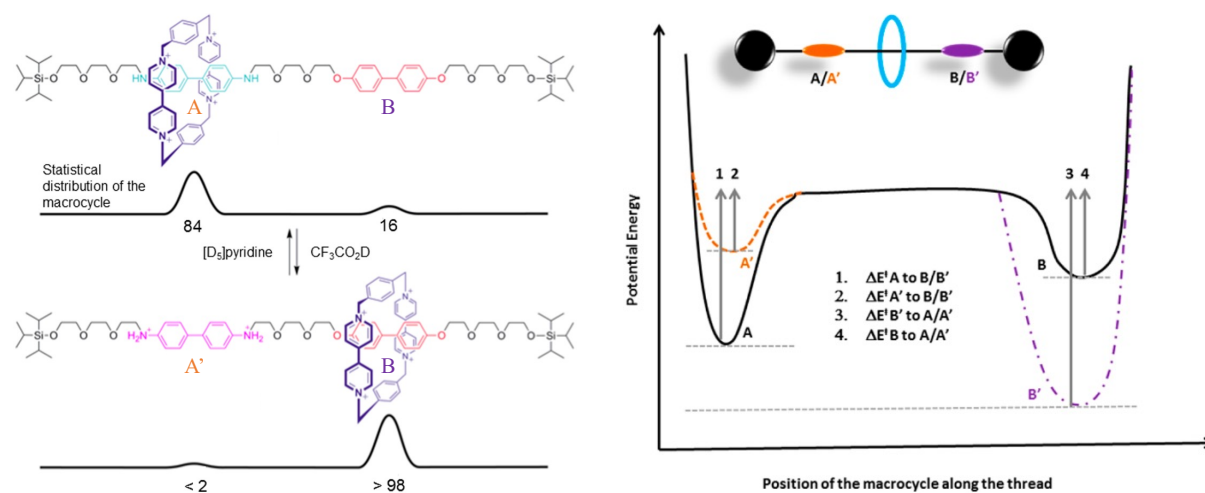 Si O O O O NH A NH O O O O B O O O O Si
N+ N+ N+ N+
Statistical
distribution of the
macrocycle
84 16
[D5]pyridine CF3CO2D
Si O O O O H2N+ A' NH2+ O O O O B O O O O Si
N+ N+ N+ N+
< 2 > 98
Potential Energy
A/A' B/B'
1 2 3 4
A'
B
A
B'
1. ΔE‡A to B/B'
2. ΔE‡A' to B/B'
3. ΔE‡B' to A/A'
4. ΔE‡B to A/A'
Position of the macrocycle along the thread